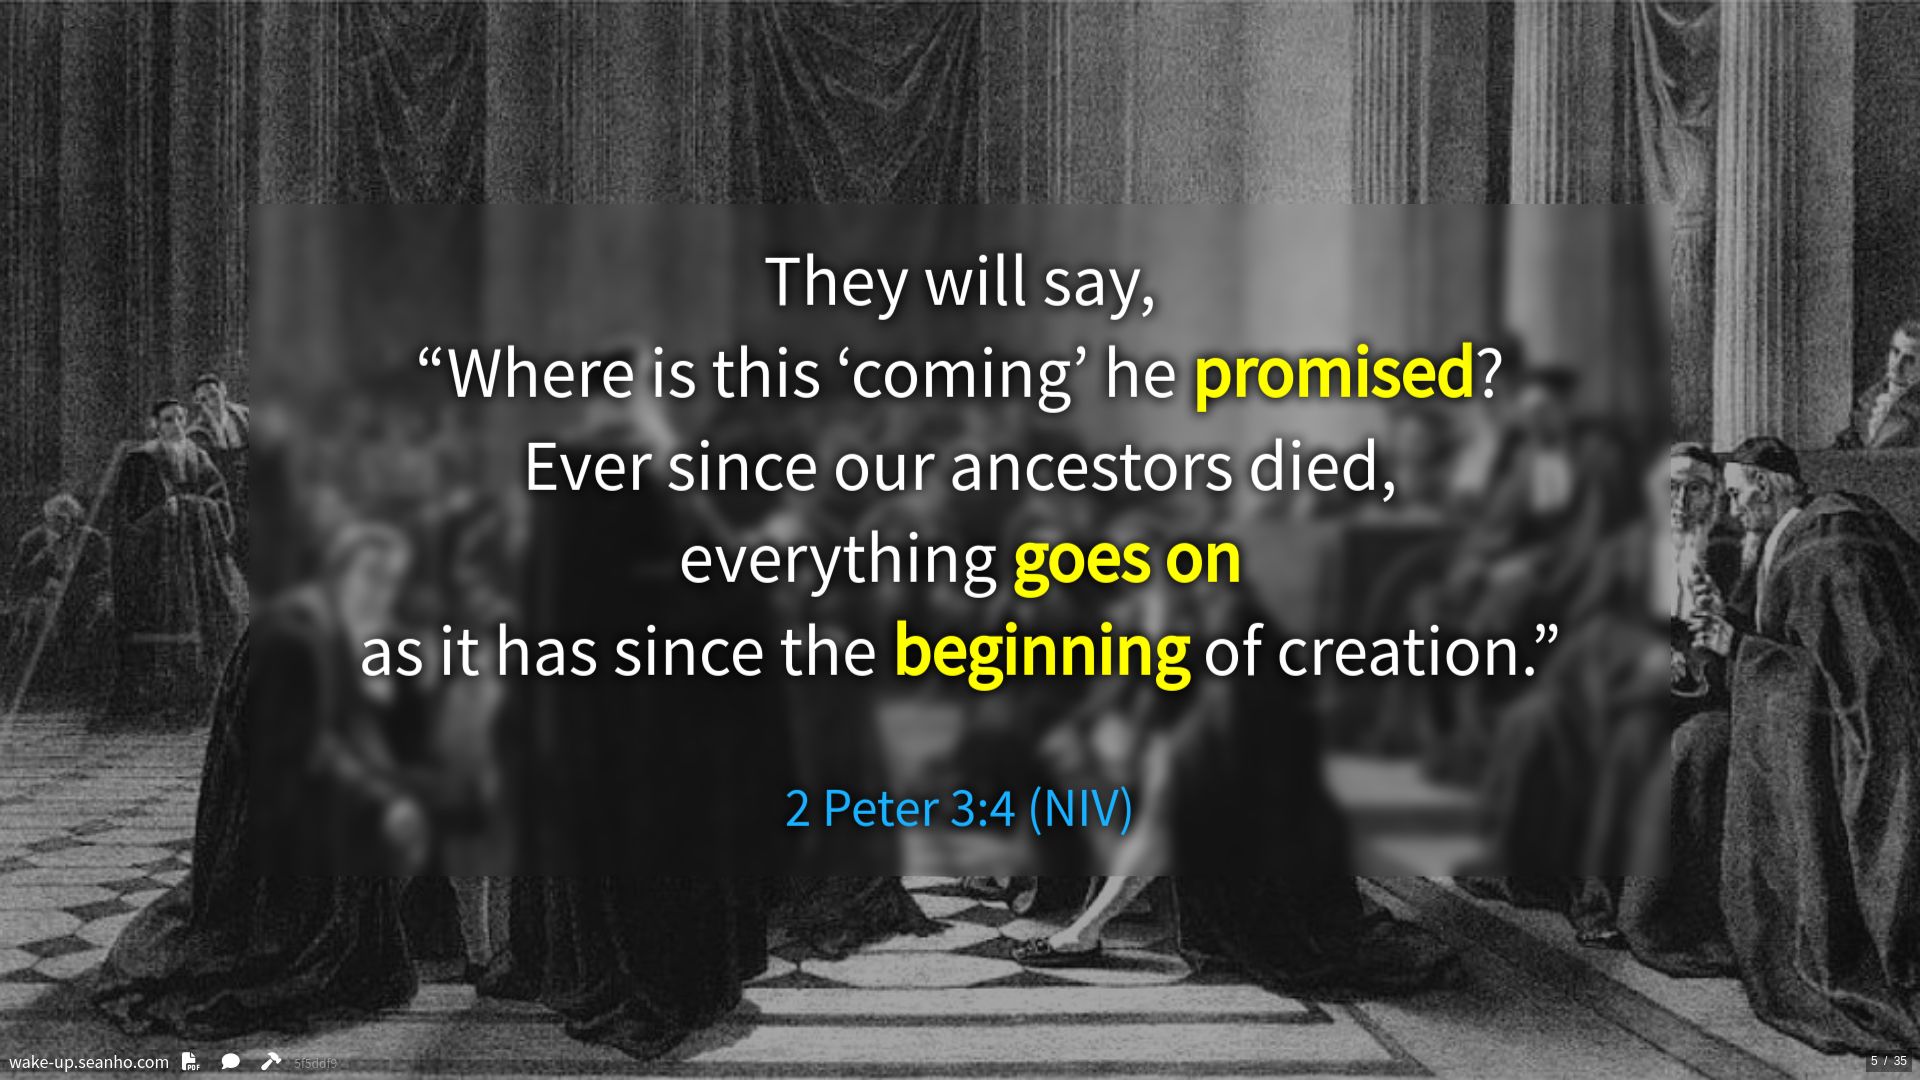 They will say,
“Where is this ‘coming’ he promised?
Ever since our ancestors died,
everything goes on
as it has since the beginning of creation.”
2 Peter 3:4 (NIV)
wake-up.seanho.com PDF 5f5ddf9
5 / 35